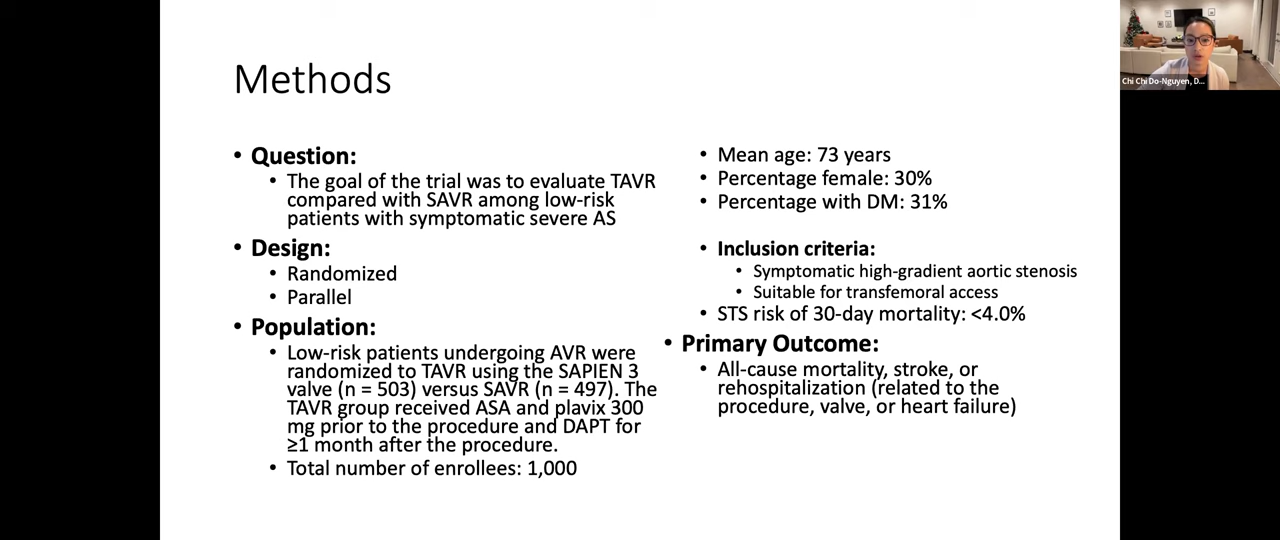 Methods
• Question:
• The goal of the trial was to evaluate TAVR
compared with SAVR among low-risk
patients with symptomatic severe AS
• Design:
• Randomized
• Parallel
• Population:
• Low-risk patients undergoing AVR were
randomized to TAVR using the SAPIEN 3
valve (n = 503) versus SAVR (n = 497). The
TAVR group received ASA and plavix 300
mg prior to the procedure and DAPT for
≥1 month after the procedure.
• Total number of enrollees: 1,000
• Mean age: 73 years
• Percentage female: 30%
• Percentage with DM: 31%
• Inclusion criteria:
• Symptomatic high-gradient aortic stenosis
• Suitable for transfemoral access
• STS risk of 30-day mortality: <4.0%
• Primary Outcome:
• All-cause mortality, stroke, or
rehospitalization (related to the
procedure, valve, or heart failure)
Chi Chi Do-Nguyen, D...